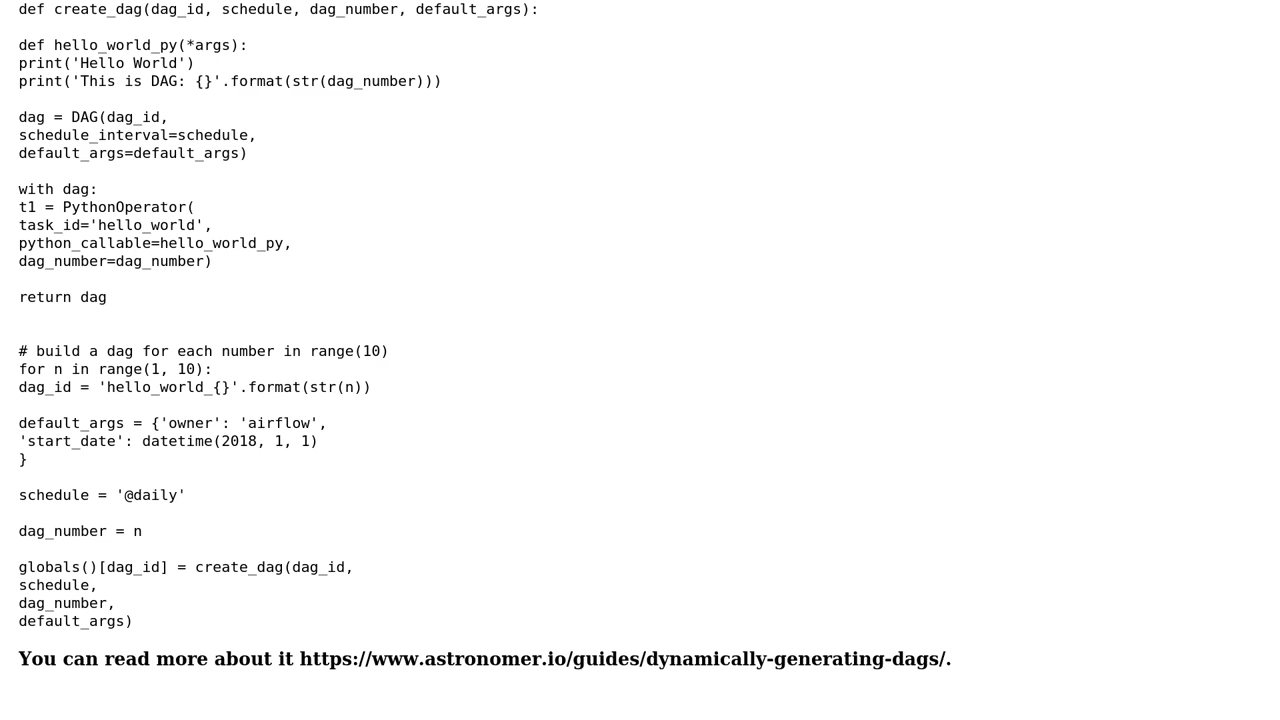 def create_dag(dag_id, schedule, dag_number, default_args):
def hello_world_py(*args):
print('Hello World')
print('This is DAG: {}'.format(str(dag_number)))
dag = DAG(dag_id,
schedule_interval=schedule,
default_args=default_args)
with dag:
t1 = PythonOperator(
task_id='hello_world',
python_callable=hello_world_py,
dag_number=dag_number)
return dag
# build a dag for each number in range(10)
for n in range(1, 10):
dag_id = 'hello_world_{}'.format(str(n))
default_args = {'owner': 'airflow',
'start_date': datetime(2018, 1, 1)
}
schedule = '@daily'
dag_number = n
globals()[dag_id] = create_dag(dag_id,
schedule,
dag_number,
default_args)
You can read more about it https://www.astronomer.io/guides/dynamically-generating-dags/.